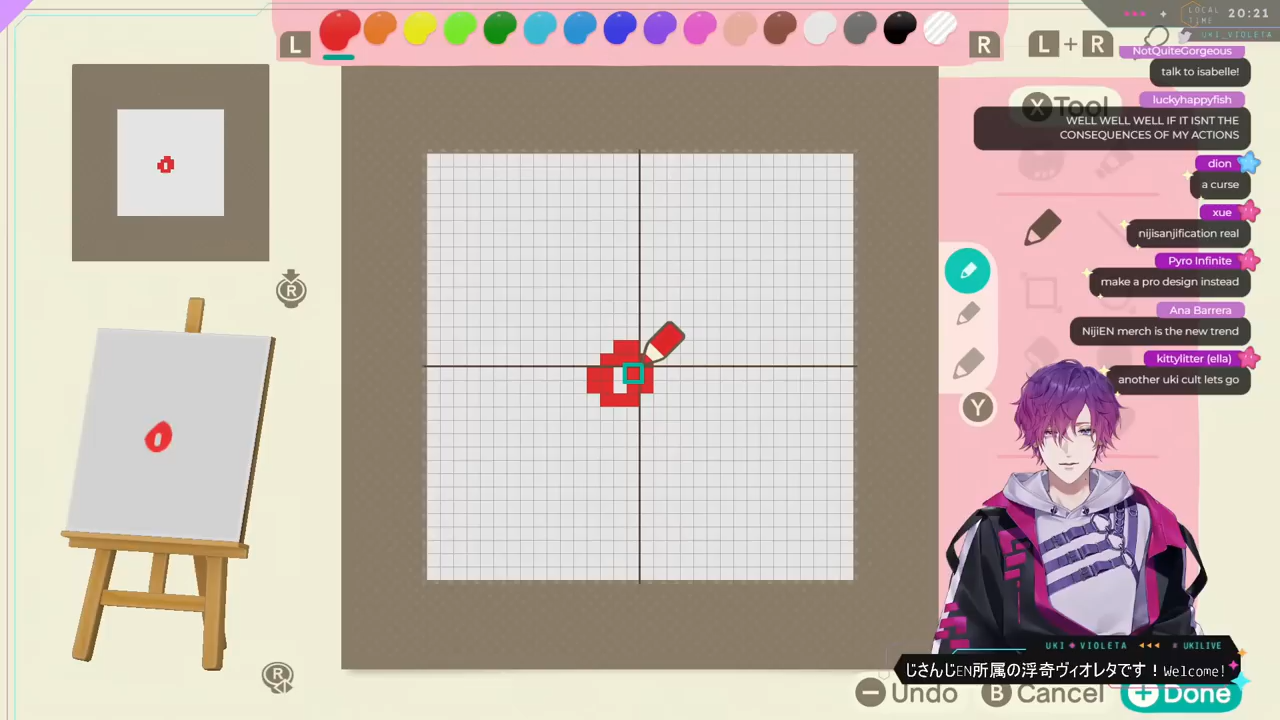 L
R
L + R
LOCAL
TIME
20:21
UKI_VIOLETA
X Tool
NotQuiteGorgeous
talk to isabelle!
luckyhappyfish
WELL WELL WELL IF IT ISNT THE
CONSEQUENCES OF MY ACTIONS
dion
a curse
xue
nijisanjification real
Pyro Infinite
make a pro design instead
Ana Barrera
NijiEN merch is the new trend
kittylitter (ella)
another uki cult lets go
R
Y
R
UKI VIOLETA UKILIVE
じさんじEN所属の浮奇ヴィオレタです！Welcome!
Undo B Cancel + Done